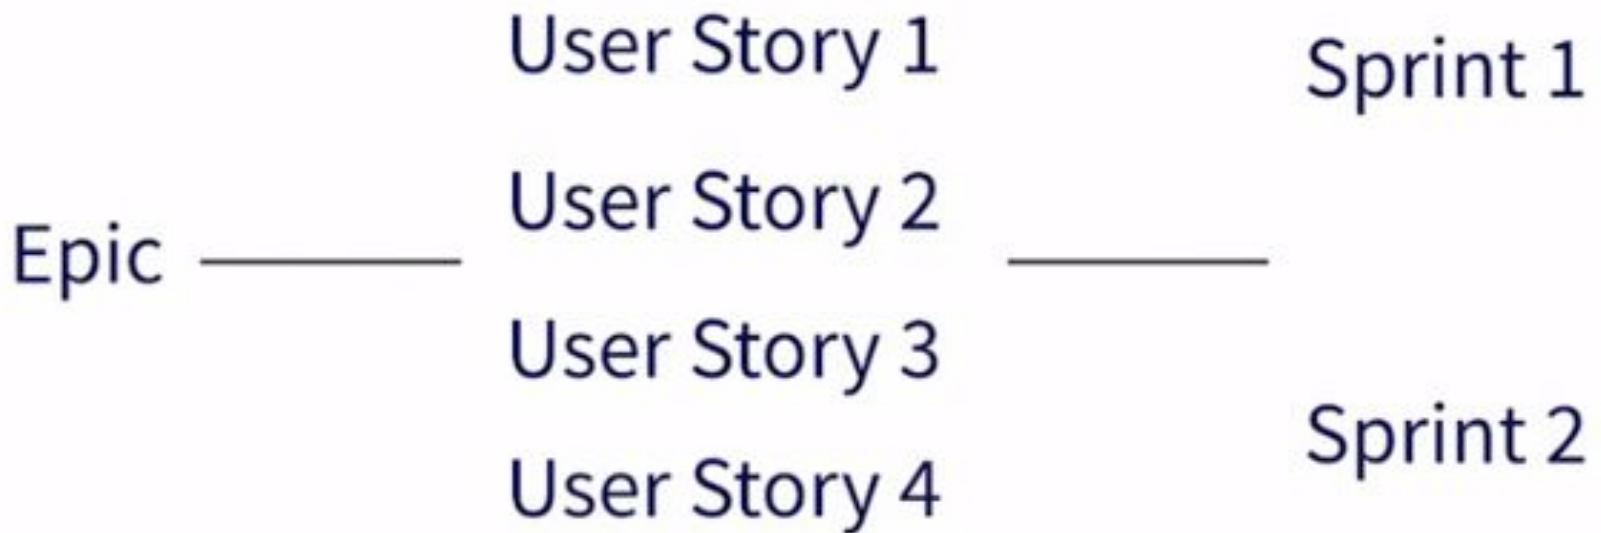 Epic
User Story 1
User Story 2
User Story 3
User Story 4
Sprint 1
Sprint 2